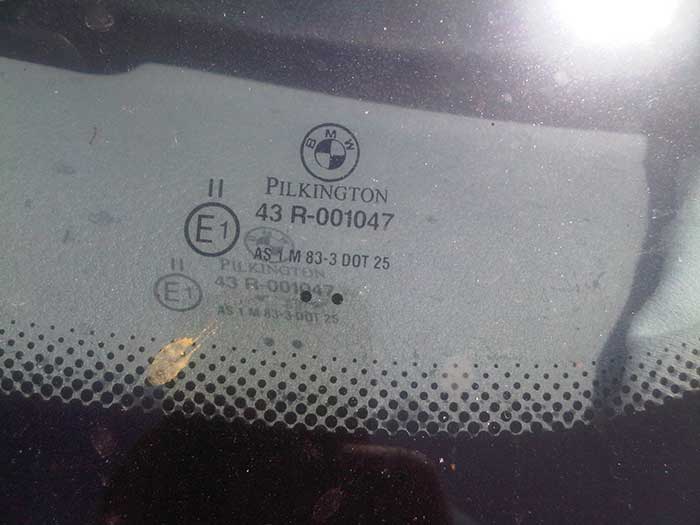 BMW
PILKINGTON
II
43 R-001047
E1
AS 1 M 83-3 DOT 25
II
PILKINGTON
E1
43 R-001047
AS 1 M 83-3 DOT 25